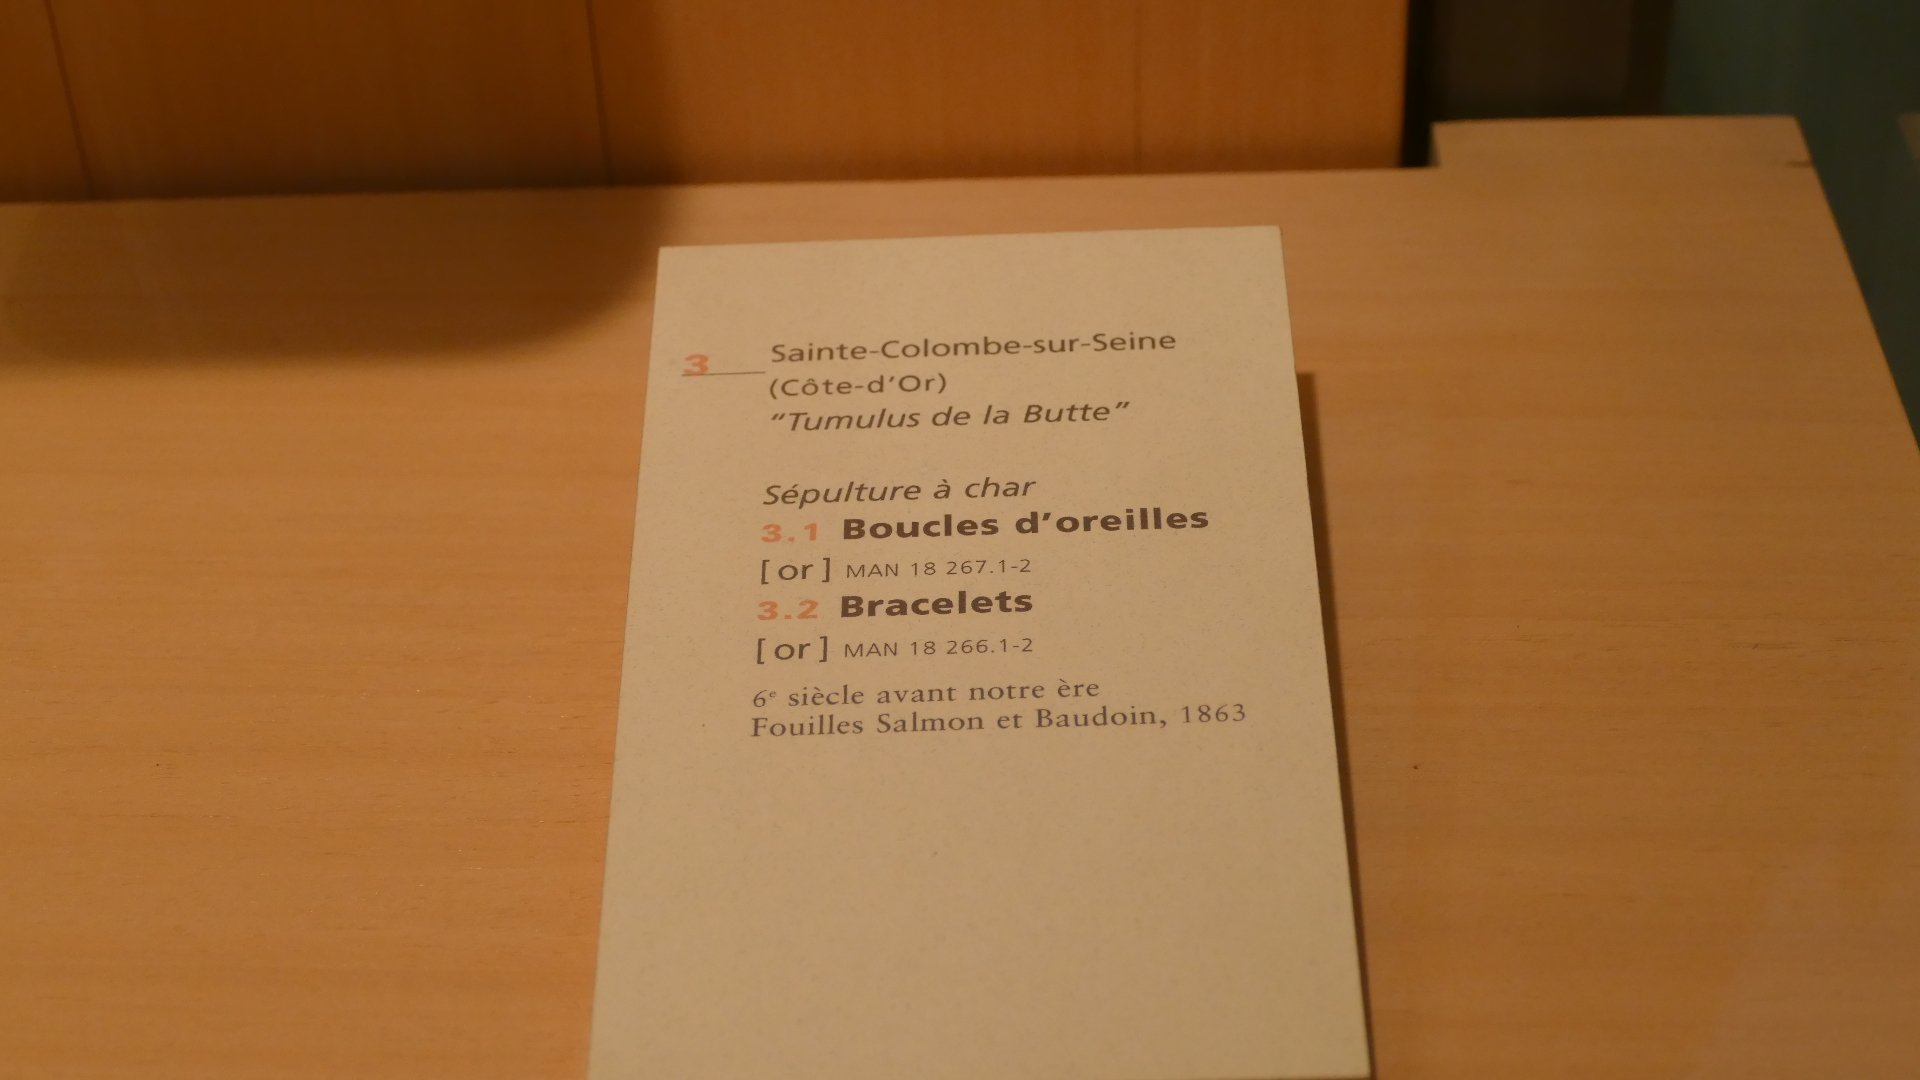 3 Sainte-Colombe-sur-Seine
(Côte-d’Or)
“Tumulus de la Butte”
Sépulture à char
3.1 Boucles d’oreilles
[or] MAN 18 267.1-2
3.2 Bracelets
[or] MAN 18 266.1-2
6e siècle avant notre ère
Fouilles Salmon et Baudoin, 1863